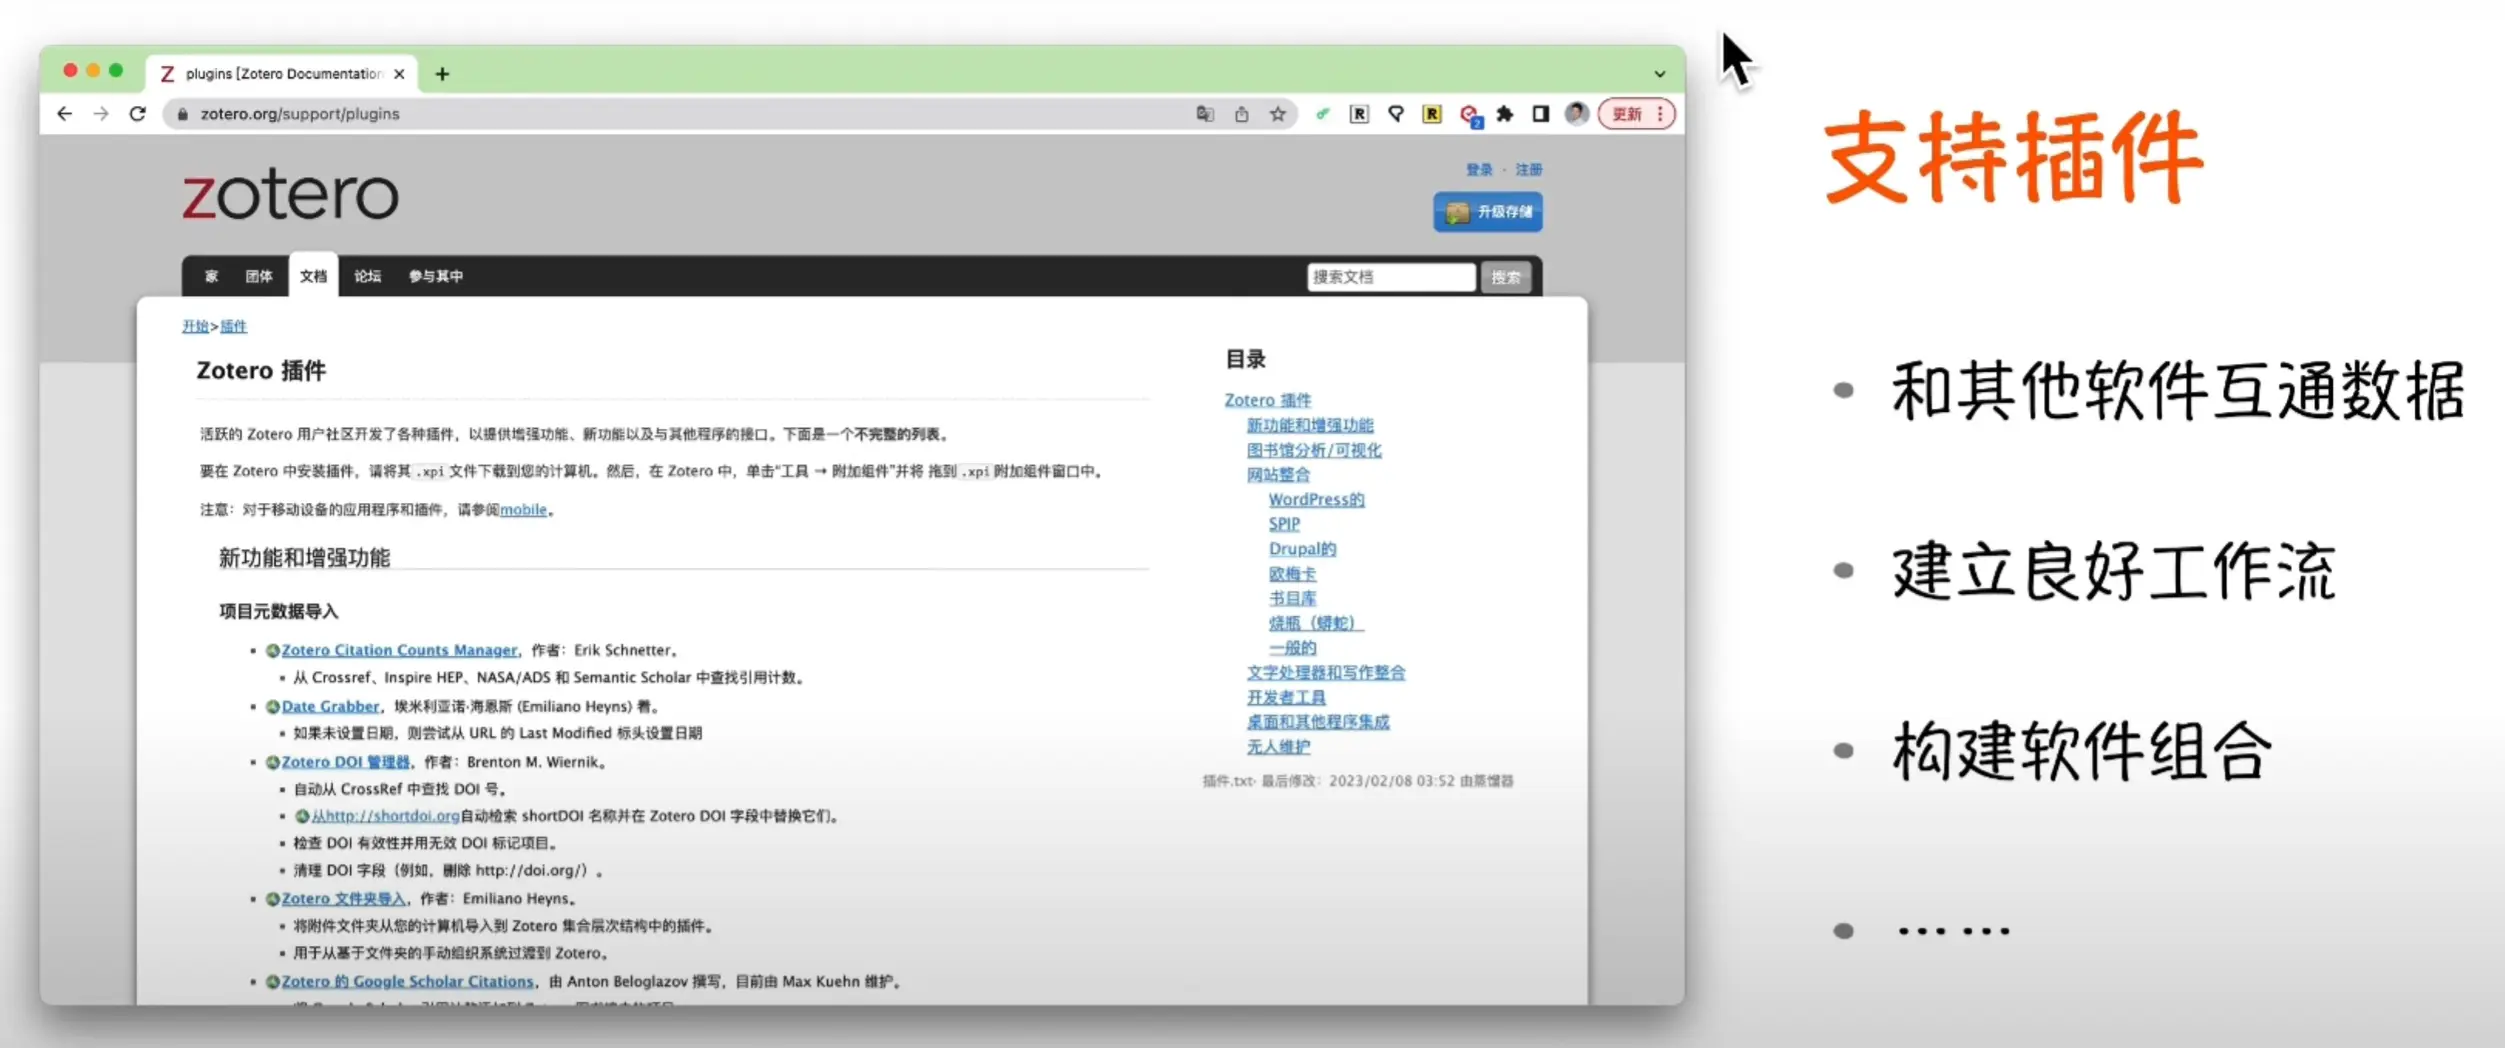 plugins [Zotero Documentation
zotero.org/support/plugins
更新
zotero
登录 · 注册
升级存储
家 团体 文档 论坛 参与其中
搜索文档 搜索
开始>插件
Zotero 插件
活跃的 Zotero 用户社区开发了各种插件，以提供增强功能、新功能以及与其他程序的接口。下面是一个不完整的列表。
要在 Zotero 中安装插件，请将其 .xpi 文件下载到您的计算机。然后，在 Zotero 中，单击“工具 → 附加组件”并将 拖到 .xpi 附加组件窗口中。
注意：对于移动设备的应用程序和插件，请参阅mobile。
新功能和增强功能
项目元数据导入
Zotero Citation Counts Manager，作者：Erik Schnetter。
从 Crossref、Inspire HEP、NASA/ADS 和 Semantic Scholar 中查找引用计数。
Date Grabber，埃米利亚诺·海恩斯 (Emiliano Heyns) 着。
如果未设置日期，则尝试从 URL 的 Last Modified 标头设置日期
Zotero DOI 管理器，作者：Brenton M. Wiernik。
自动从 CrossRef 中查找 DOI 号。
从http://shortdoi.org自动检索 shortDOI 名称并在 Zotero DOI 字段中替换它们。
检查 DOI 有效性并用无效 DOI 标记项目。
清理 DOI 字段（例如，删除 http://doi.org/）。
Zotero 文件夹导入，作者：Emiliano Heyns。
将附件文件夹从您的计算机导入到 Zotero 集合层次结构中的插件。
用于从基于文件夹的手动组织系统过渡到 Zotero。
Zotero 的 Google Scholar Citations，由 Anton Beloglazov 撰写，目前由 Max Kuehn 维护。
目录
Zotero 插件
新功能和增强功能
图书馆分析/可视化
网站整合
WordPress的
SPIP
Drupal的
欧梅卡
书目库
烧瓶（蟒蛇）
一般的
文字处理器和写作整合
开发者工具
桌面和其他程序集成
无人维护
插件.txt· 最后修改：2023/02/08 03:52 由蒸馏器
支持插件
• 和其他软件互通数据
• 建立良好工作流
• 构建软件组合
• ……